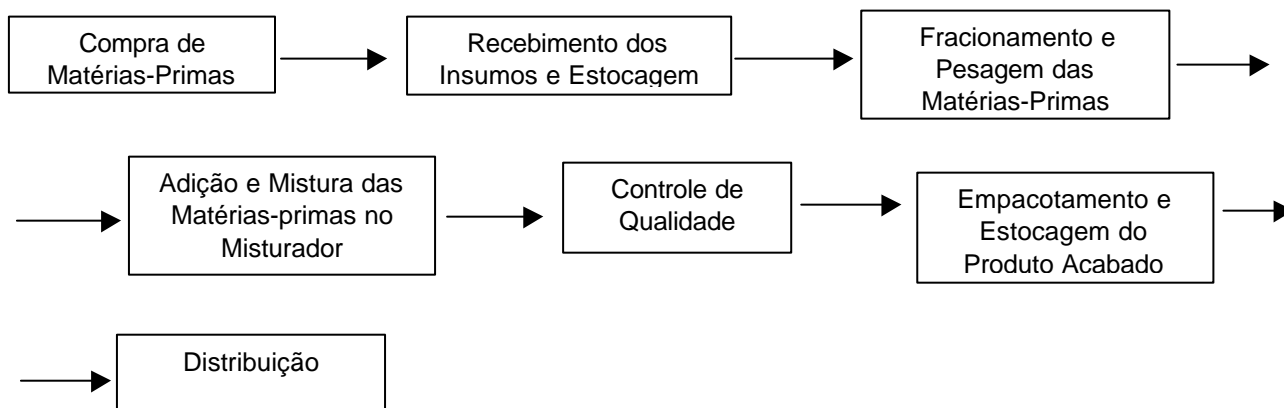 Compra de
Matérias-Primas
Recebimento dos
Insumos e Estocagem
Fracionamento e
Pesagem das
Matérias-Primas
Adição e Mistura das
Matérias-primas no
Misturador
Controle de
Qualidade
Empacotamento e
Estocagem do
Produto Acabado
Distribuição